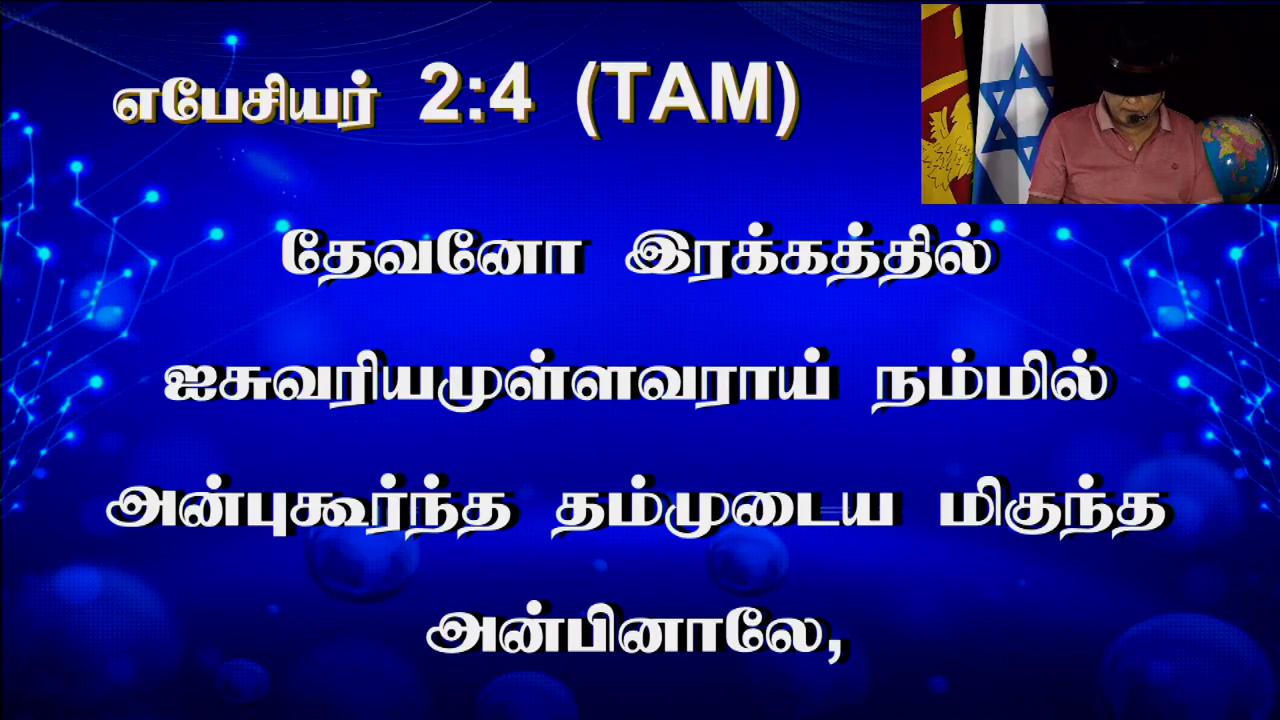 எபேசியர் 2:4 (TAM)
தேவனோ இரக்கத்தில்
ஐசுவரியமுள்ளவராய் நம்மில்
அன்புகூர்ந்த தம்முடைய மிகுந்த
அன்பினாலே,